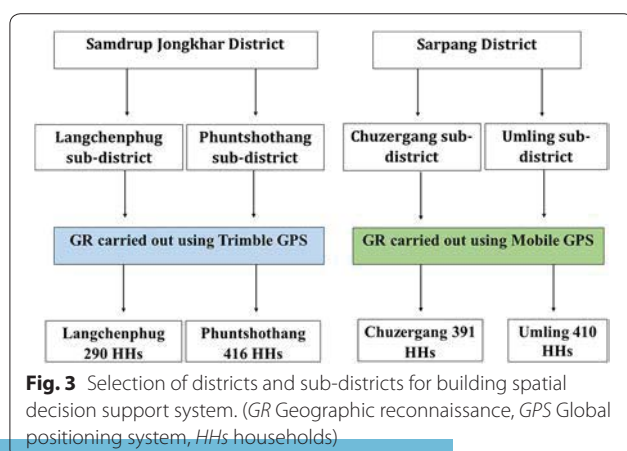 Samdrup Jongkhar District
Sarpang District
Langchenphug
sub-district
Phuntshothang
sub-district
Chuzergang sub-
district
Umling sub-
district
GR carried out using Trimble GPS
GR carried out using Mobile GPS
Langchenphug
290 HHs
Phuntshothang
416 HHs
Chuzergang 391
HHs
Umling 410
HHs
Fig. 3 Selection of districts and sub-districts for building spatial
decision support system. (GR Geographic reconnaissance, GPS Global
positioning system, HHs households)